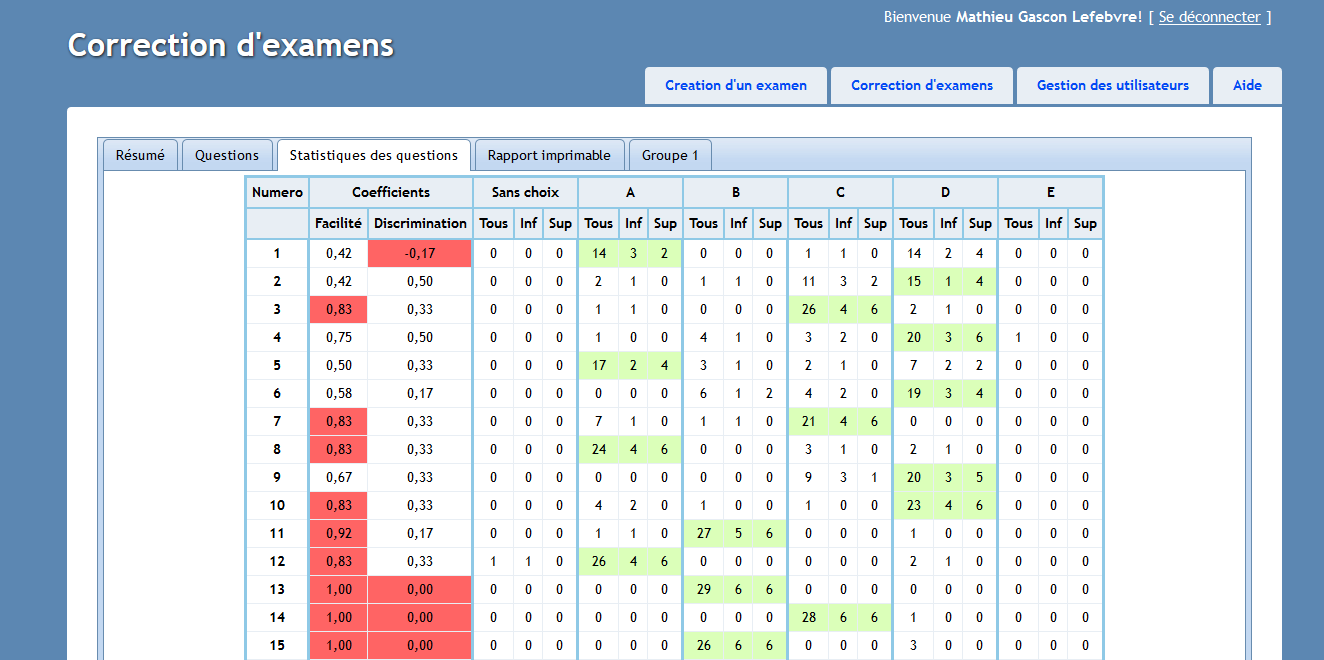 Bienvenue Mathieu Gascon Lefebvre! [ Se déconnecter ]
Correction d'examens
Creation d'un examen Correction d'examens Gestion des utilisateurs Aide
Résumé Questions Statistiques des questions Rapport imprimable Groupe 1
Numero Coefficients Sans choix A B C D E
Facilité Discrimination Tous Inf Sup Tous Inf Sup Tous Inf Sup Tous Inf Sup Tous Inf Sup Tous Inf Sup
1 0,42 -0,17 0 0 0 14 3 2 0 0 0 1 1 0 14 2 4 0 0 0
2 0,42 0,50 0 0 0 2 1 0 1 1 0 11 3 2 15 1 4 0 0 0
3 0,83 0,33 0 0 0 1 1 0 0 0 0 26 4 6 2 1 0 0 0 0
4 0,75 0,50 0 0 0 1 0 0 4 1 0 3 2 0 20 3 6 1 0 0
5 0,50 0,33 0 0 0 17 2 4 3 1 0 2 1 0 7 2 2 0 0 0
6 0,58 0,17 0 0 0 0 0 0 6 1 2 4 2 0 19 3 4 0 0 0
7 0,83 0,33 0 0 0 7 1 0 1 1 0 21 4 6 0 0 0 0 0 0
8 0,83 0,33 0 0 0 24 4 6 0 0 0 3 1 0 2 1 0 0 0 0
9 0,67 0,33 0 0 0 0 0 0 0 0 0 9 3 1 20 3 5 0 0 0
10 0,83 0,33 0 0 0 4 2 0 1 0 0 1 0 0 23 4 6 0 0 0
11 0,92 0,17 0 0 0 1 1 0 27 5 6 0 0 0 1 0 0 0 0 0
12 0,83 0,33 1 1 0 26 4 6 0 0 0 0 0 0 2 1 0 0 0 0
13 1,00 0,00 0 0 0 0 0 0 29 6 6 0 0 0 0 0 0 0 0 0
14 1,00 0,00 0 0 0 0 0 0 0 0 0 28 6 6 1 0 0 0 0 0
15 1,00 0,00 0 0 0 0 0 0 26 6 6 0 0 0 3 0 0 0 0 0